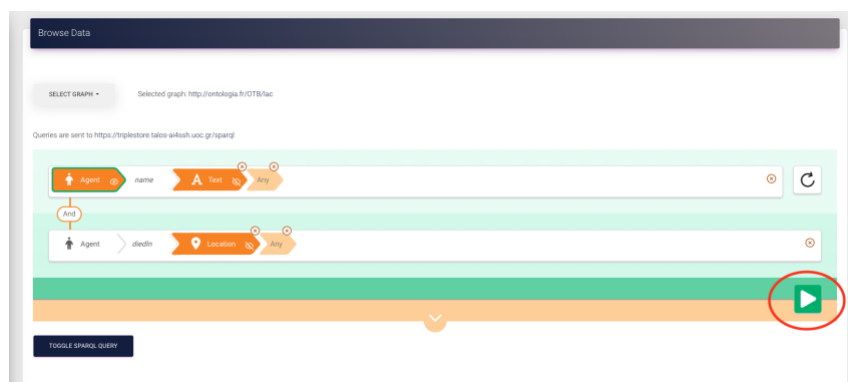 Browse Data
SELECT GRAPH Selected graph: http://ontologia.fr/OTB/lac
Queries are sent to https://triplestore.talos-ai4ssh.uoc.gr/sparql
Agent name A Text Any
And
Agent diedIn Location Any
TOGGLE SPARQL QUERY